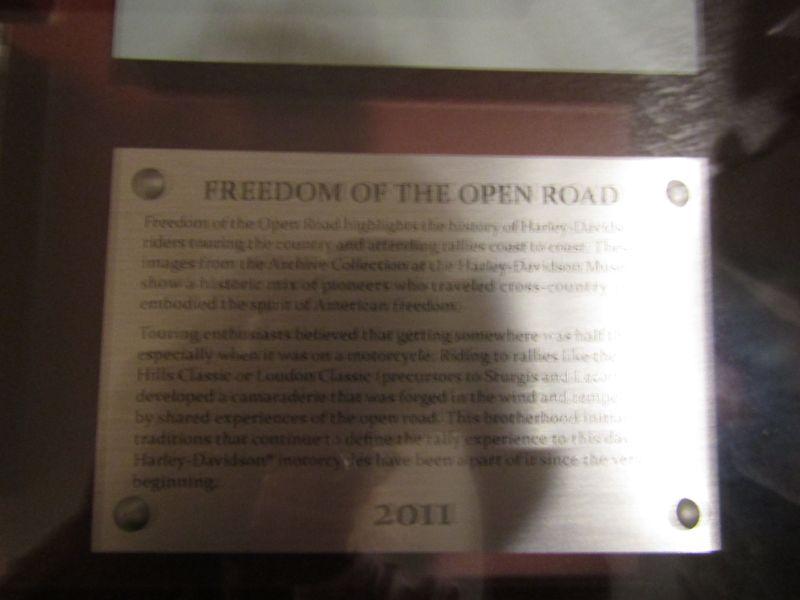 FREEDOM OF THE OPEN ROAD
Freedom of the Open Road highlights the history of Harley-Davids
riders touring the country and attending rallies coast to coast. The
images from the Archive Collection at the Harley-Davidson Muse
show a historic mix of pioneers who traveled cross-country
embodied the spirit of American freedom.
Touring enthusiasts believed that getting somewhere was half
especially when it was on a motorcycle. Riding to rallies like the
Hills Classic or Loudon Classic (precursors to Sturgis and
developed a camaraderie that was forged in the wind and
by shared experiences of the open road. This brotherhood
traditions that continue to define the rally experience to this day
Harley-Davidson® motorcycles have been a part of it since the very
beginning.
2011